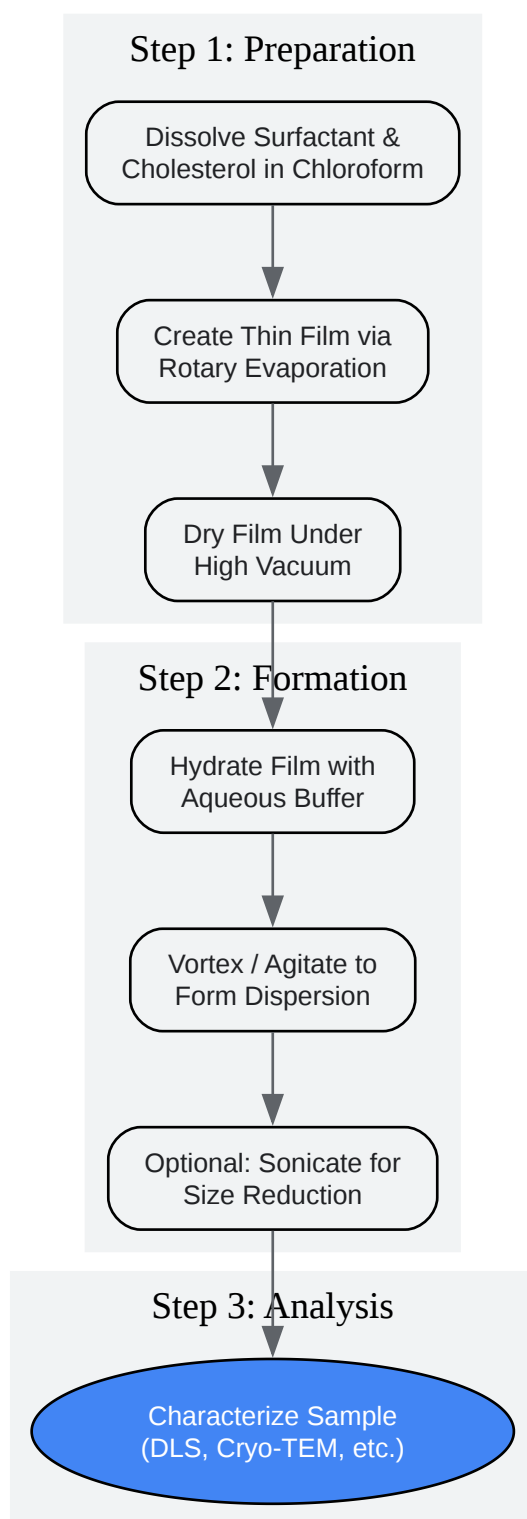 Step 1: Preparation
Dissolve Surfactant &
Cholesterol in Chloroform
Create Thin Film via
Rotary Evaporation
Dry Film Under
High Vacuum
Step 2: Formation
Hydrate Film with
Aqueous Buffer
Vortex / Agitate to
Form Dispersion
Optional: Sonicate for
Size Reduction
Step 3: Analysis
Characterize Sample
(DLS, Cryo-TEM, etc.)